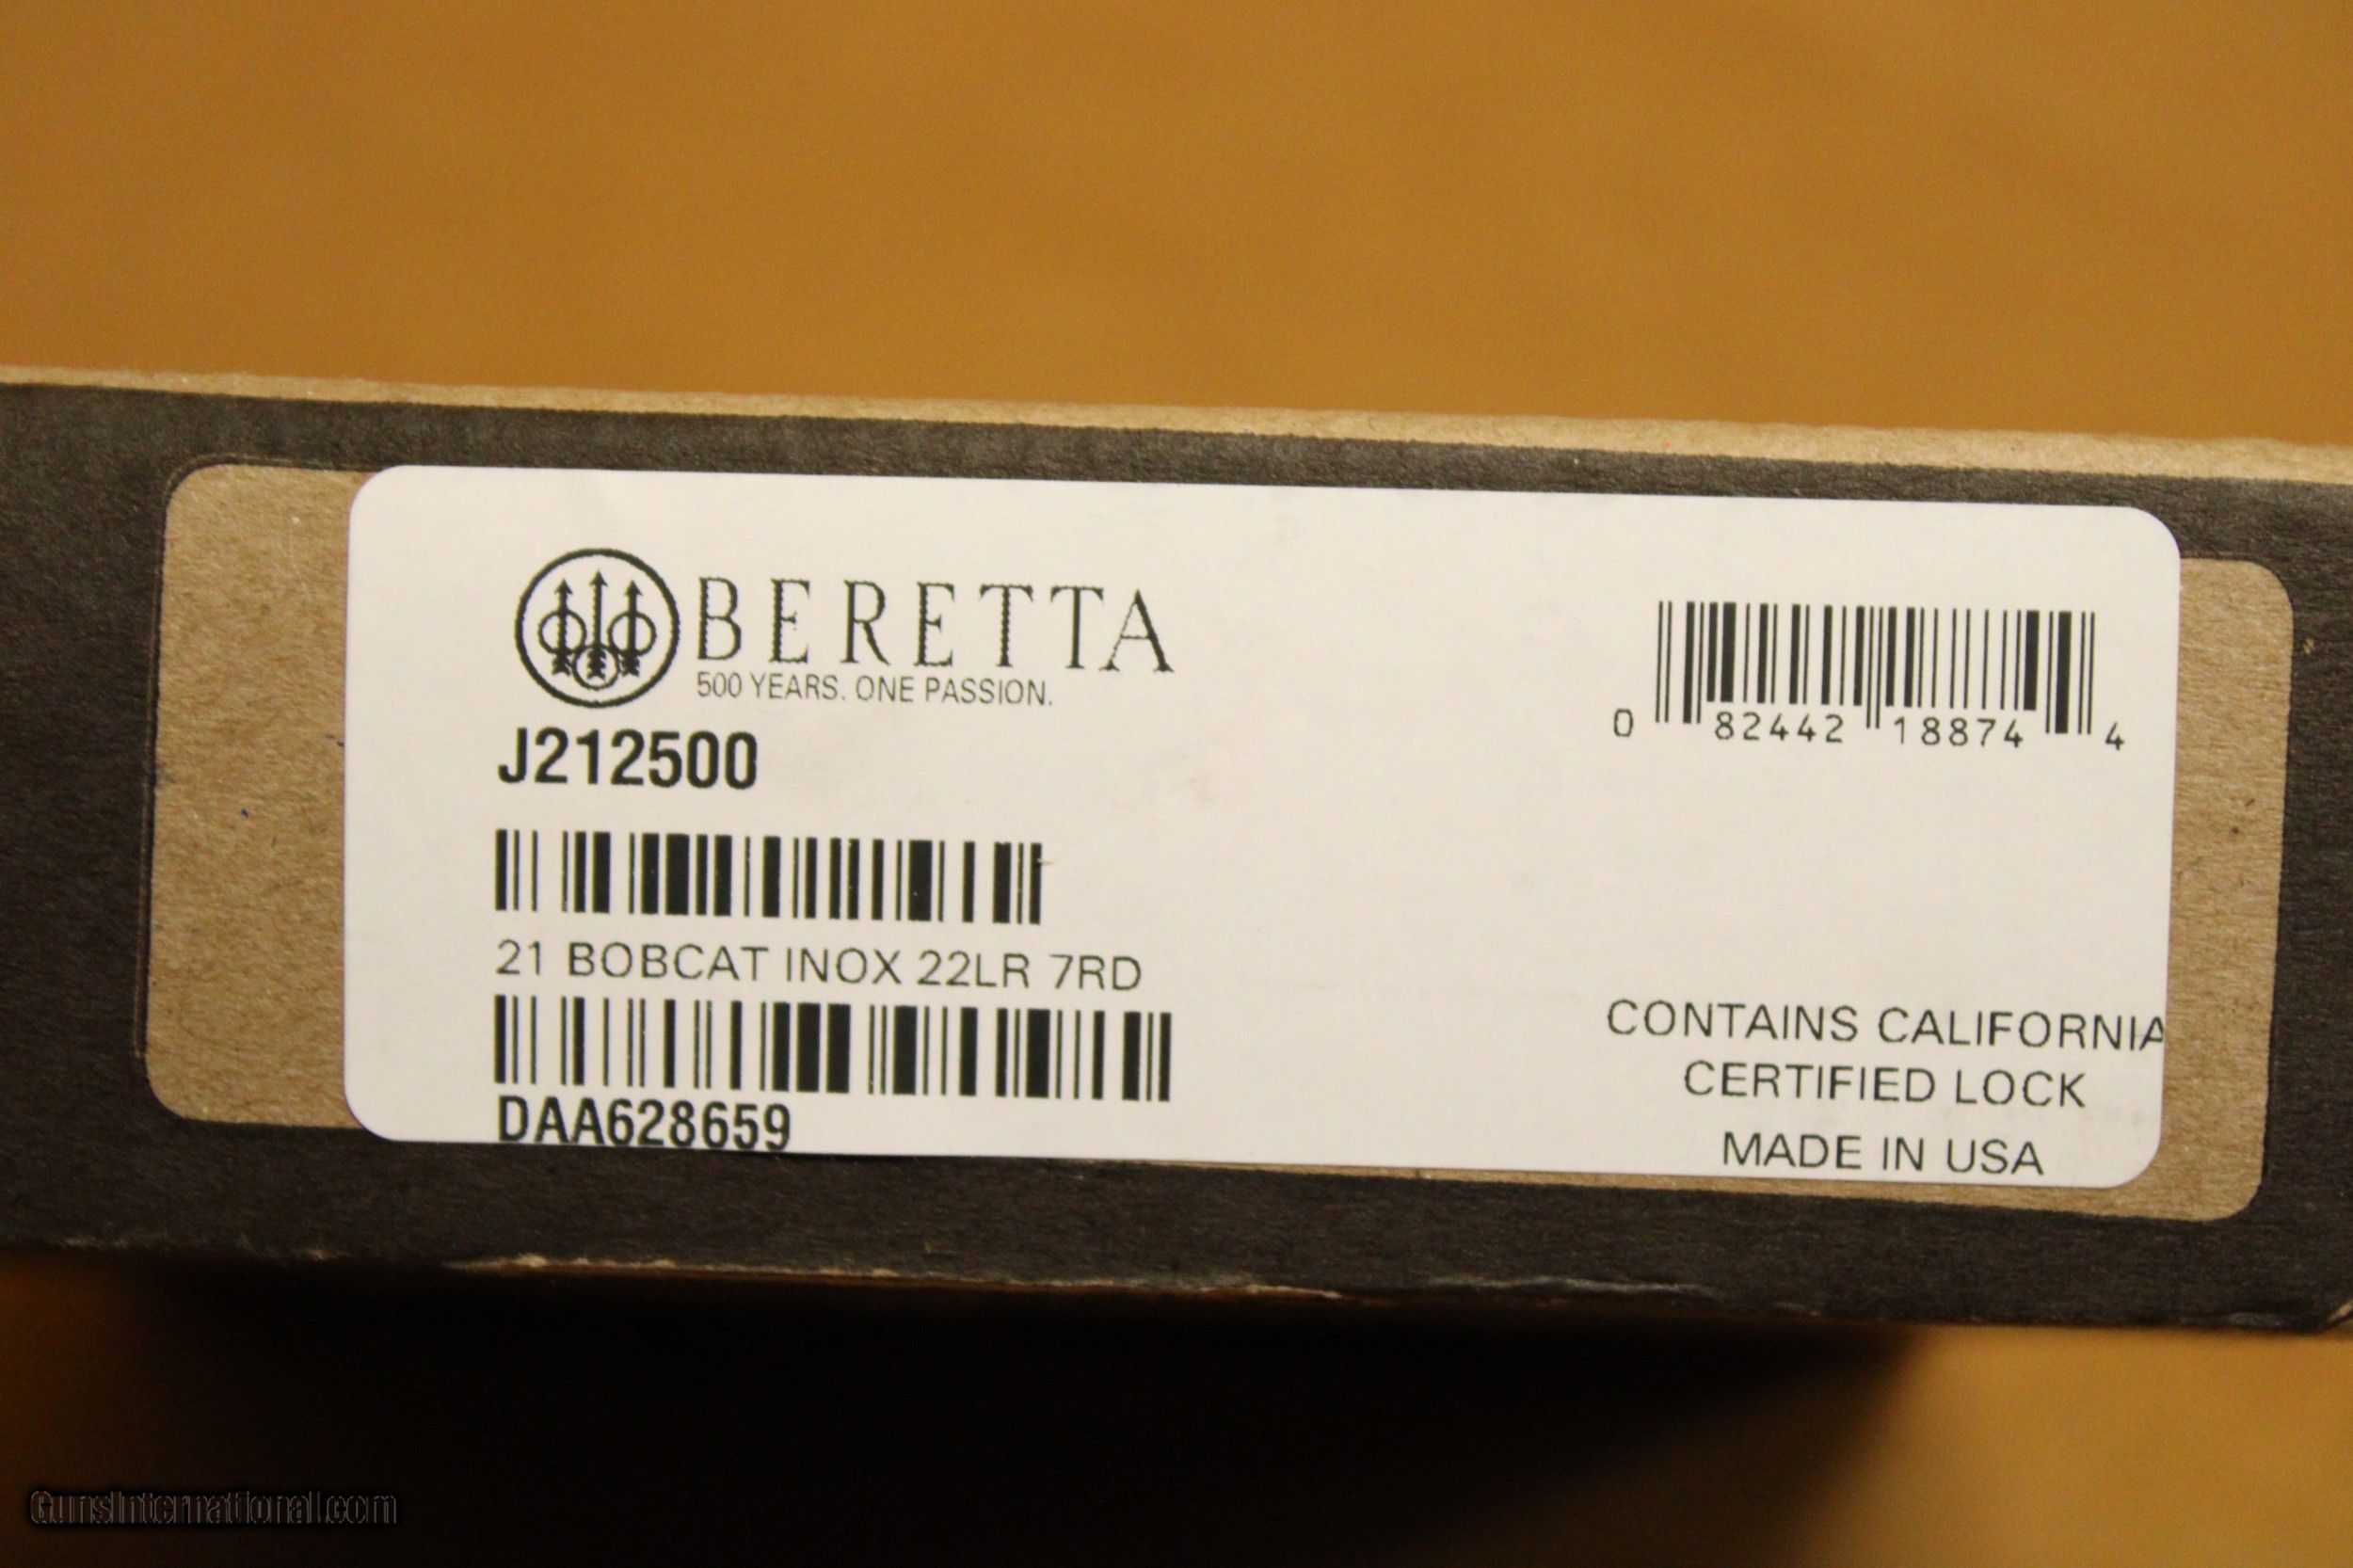 BERETTA
500 YEARS. ONE PASSION.
J212500
0 82442 18874 4
21 BOBCAT INOX 22LR 7RD
DAA628659
CONTAINS CALIFORNIA
CERTIFIED LOCK
MADE IN USA
GunsInternational.com